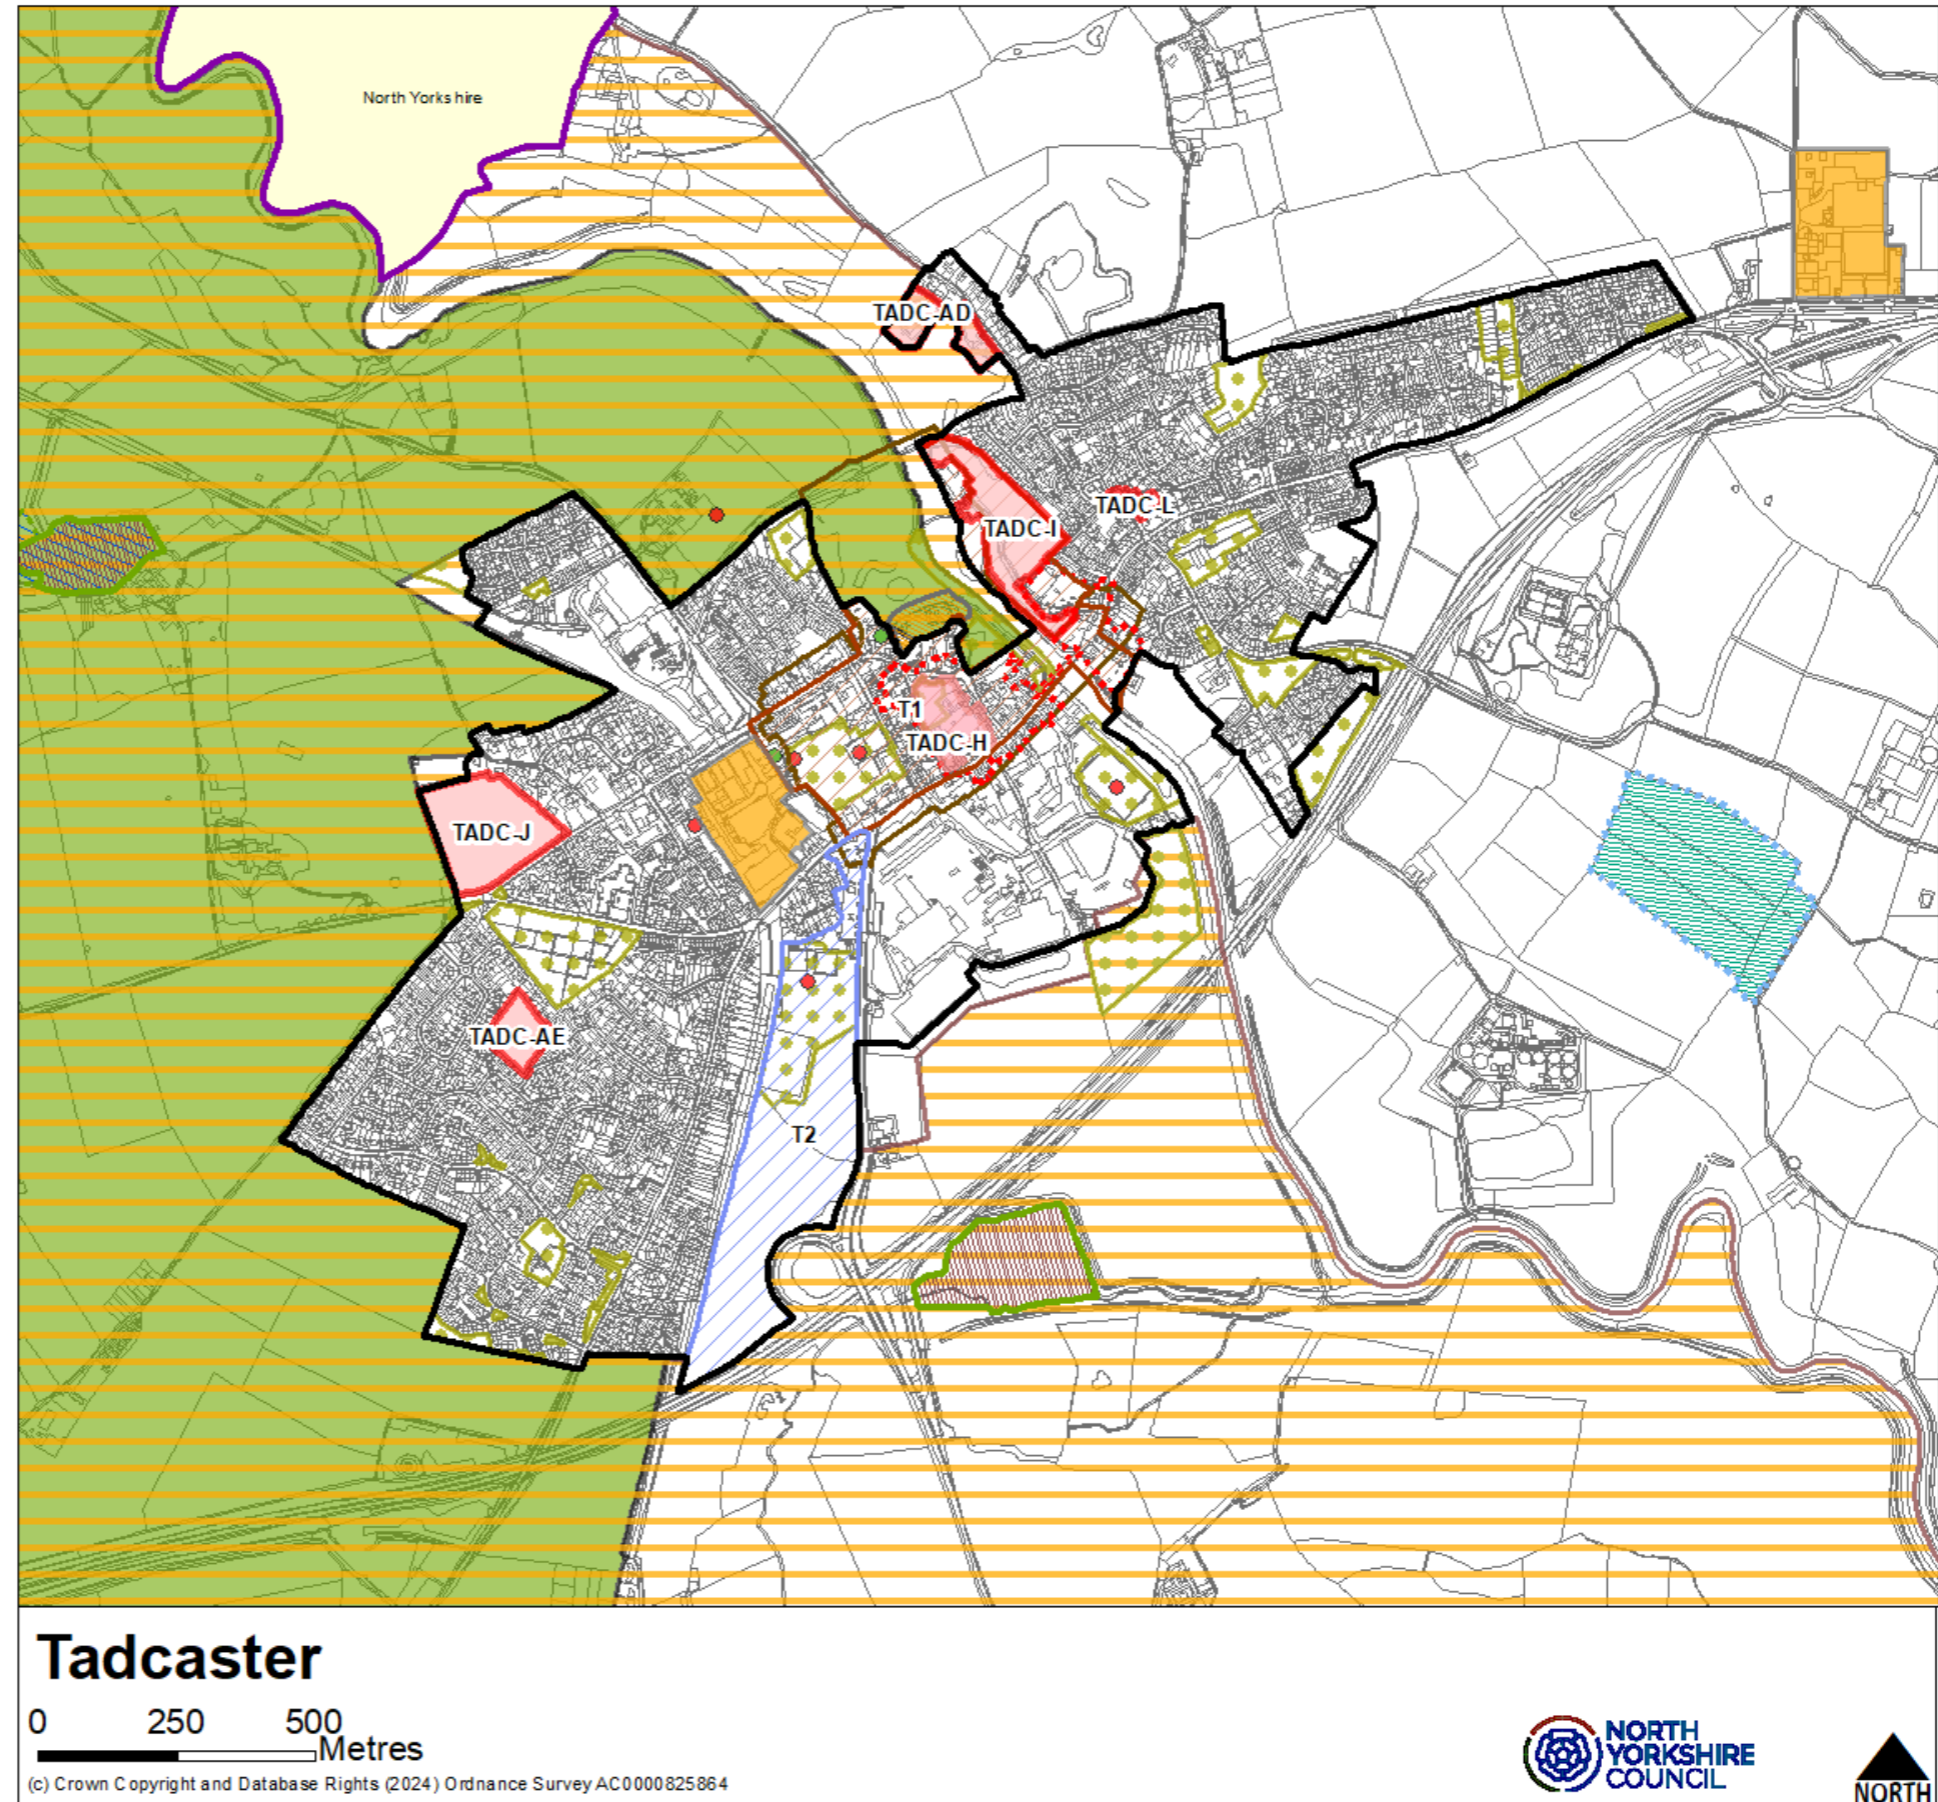 North Yorkshire
TADC-AD
TADC-L
TADC-I
T1
TADC-H
TADC-J
TADC-AE
T2
Tadcaster
0 250 500
Metres
(c) Crown Copyright and Database Rights (2024) Ordnance Survey AC0000825864
NORTH
YORKSHIRE
COUNCIL
NORTH